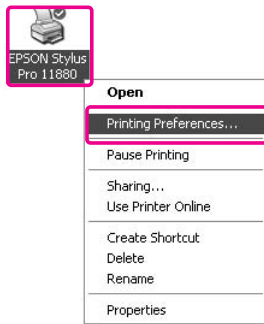 EPSON Stylus
Pro 11880
Open
Printing Preferences...
Pause Printing
Sharing...
Use Printer Online
Create Shortcut
Delete
Rename
Properties